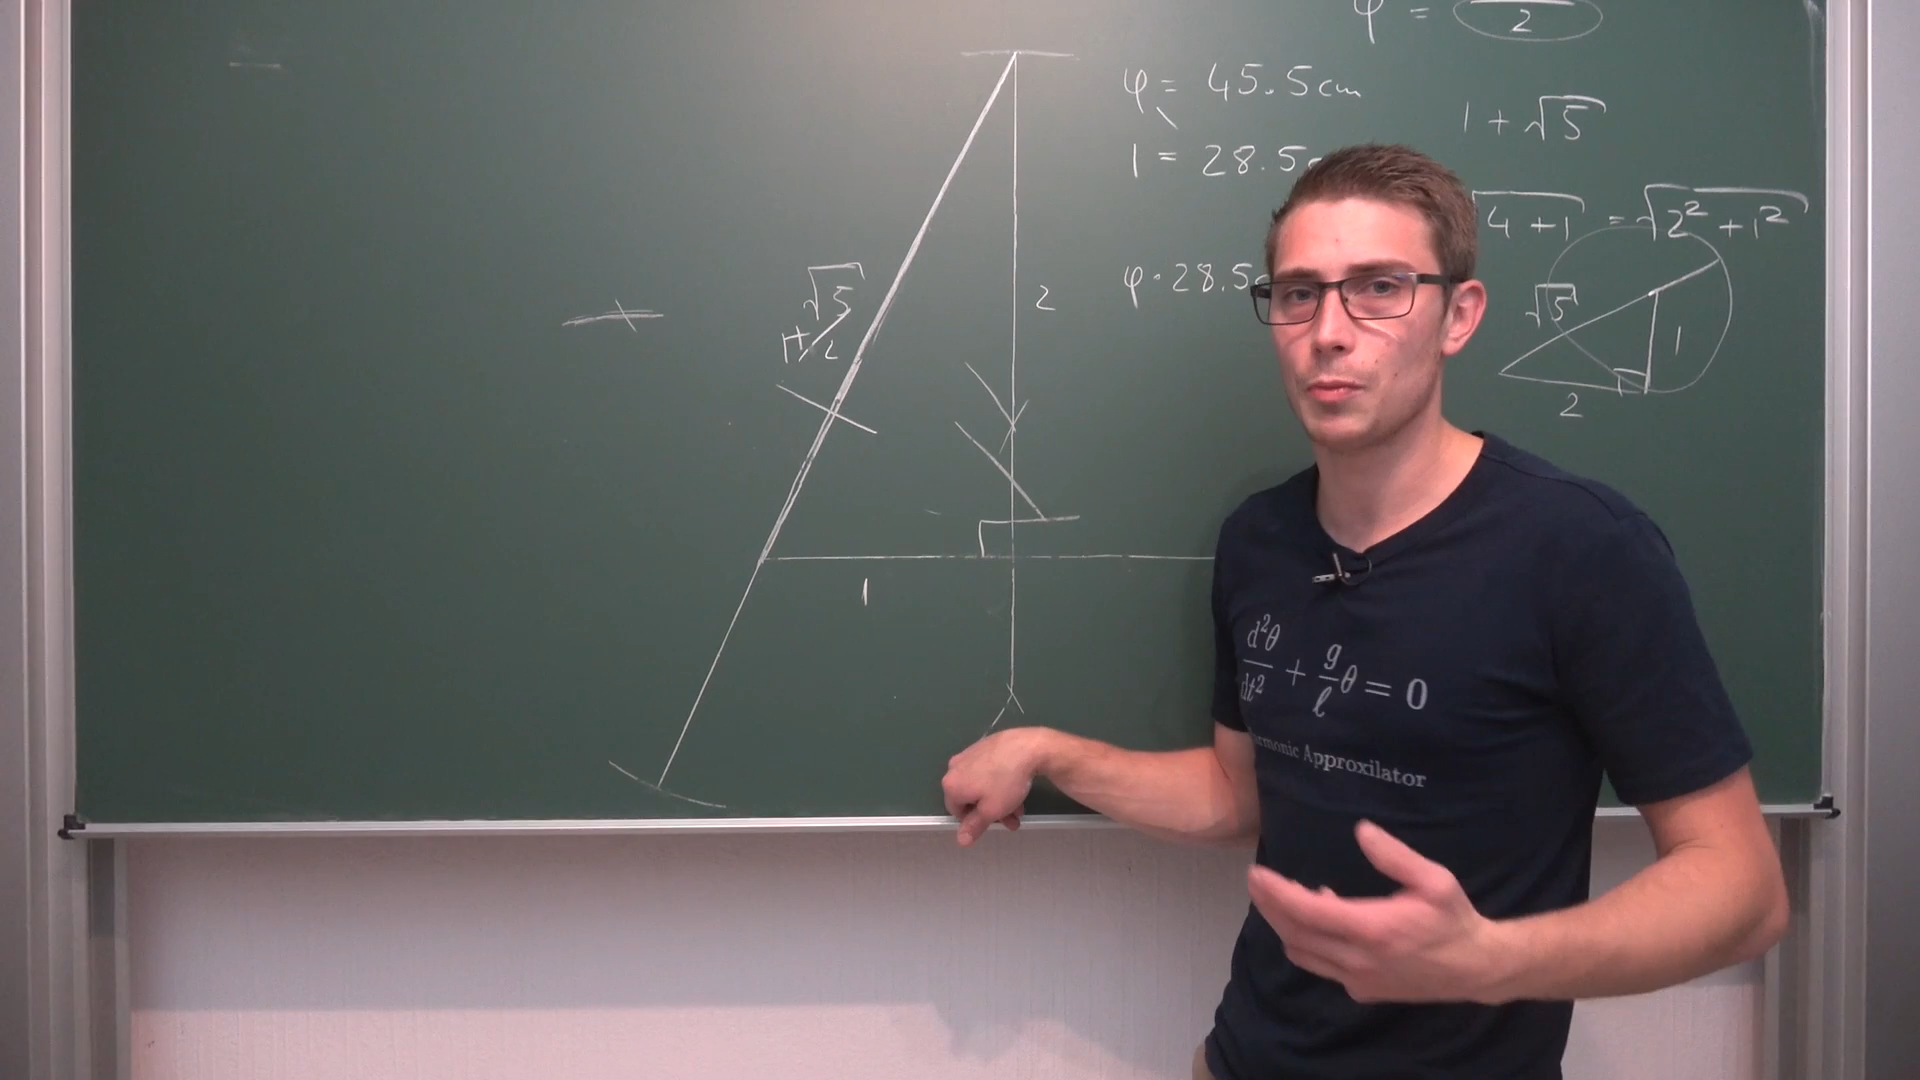 φ = 2
φ = 45.5cm
1 + √5
1 = 28.5
√4+1 = √2² + 1²
φ · 28.5c
√5
1
2
√5
1+
2
2
1
d²θ/dt² + g/ℓ θ = 0
Approxilator